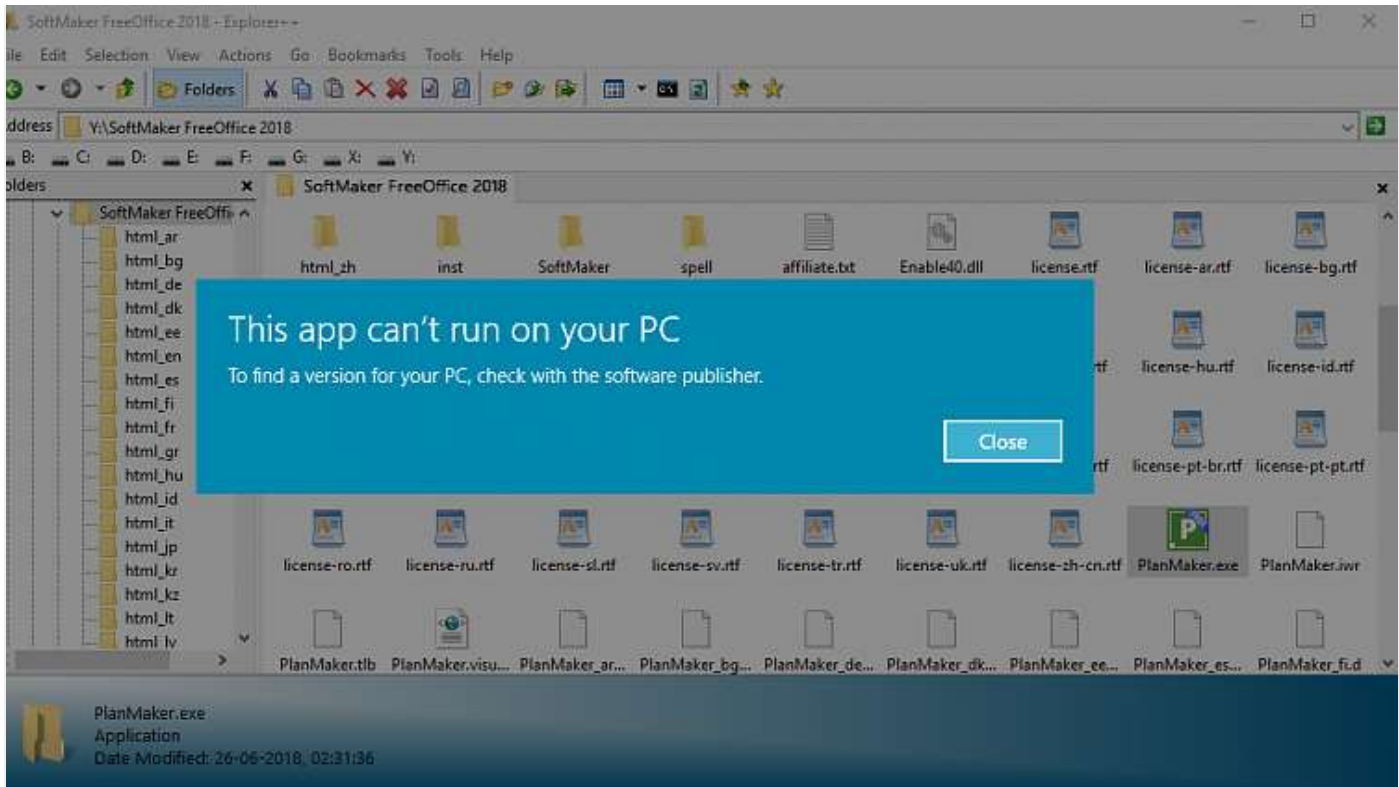 SoftMaker FreeOffice 2018 - Explorer++
ile Edit Selection View Actions Go Bookmarks Tools Help
Folders
ddress Y:\SoftMaker FreeOffice 2018
B: C: D: E: F: G: X: Y:
olders
SoftMaker FreeOffi
html_ar
html_bg
html_de
html_dk
html_ee
html_en
html_es
html_fi
html_fr
html_gr
html_hu
html_id
html_it
html_jp
html_kr
html_kz
html_lt
html_lv
SoftMaker FreeOffice 2018
html_zh inst SoftMaker spell affiliate.txt Enable40.dll license.rtf license-ar.rtf license-bg.rtf
This app can't run on your PC
To find a version for your PC, check with the software publisher.
Close
rtf license-hu.rtf license-id.rtf
rtf license-pt-br.rtf license-pt-pt.rtf
license-ro.rtf license-ru.rtf license-sl.rtf license-sv.rtf license-tr.rtf license-uk.rtf license-zh-cn.rtf PlanMaker.exe PlanMaker.iwr
PlanMaker.tlb PlanMaker.visu... PlanMaker_ar... PlanMaker_bg... PlanMaker_de... PlanMaker_dk... PlanMaker_ee... PlanMaker_es... PlanMaker_fi.d
PlanMaker.exe
Application
Date Modified: 26-06-2018, 02:31:36